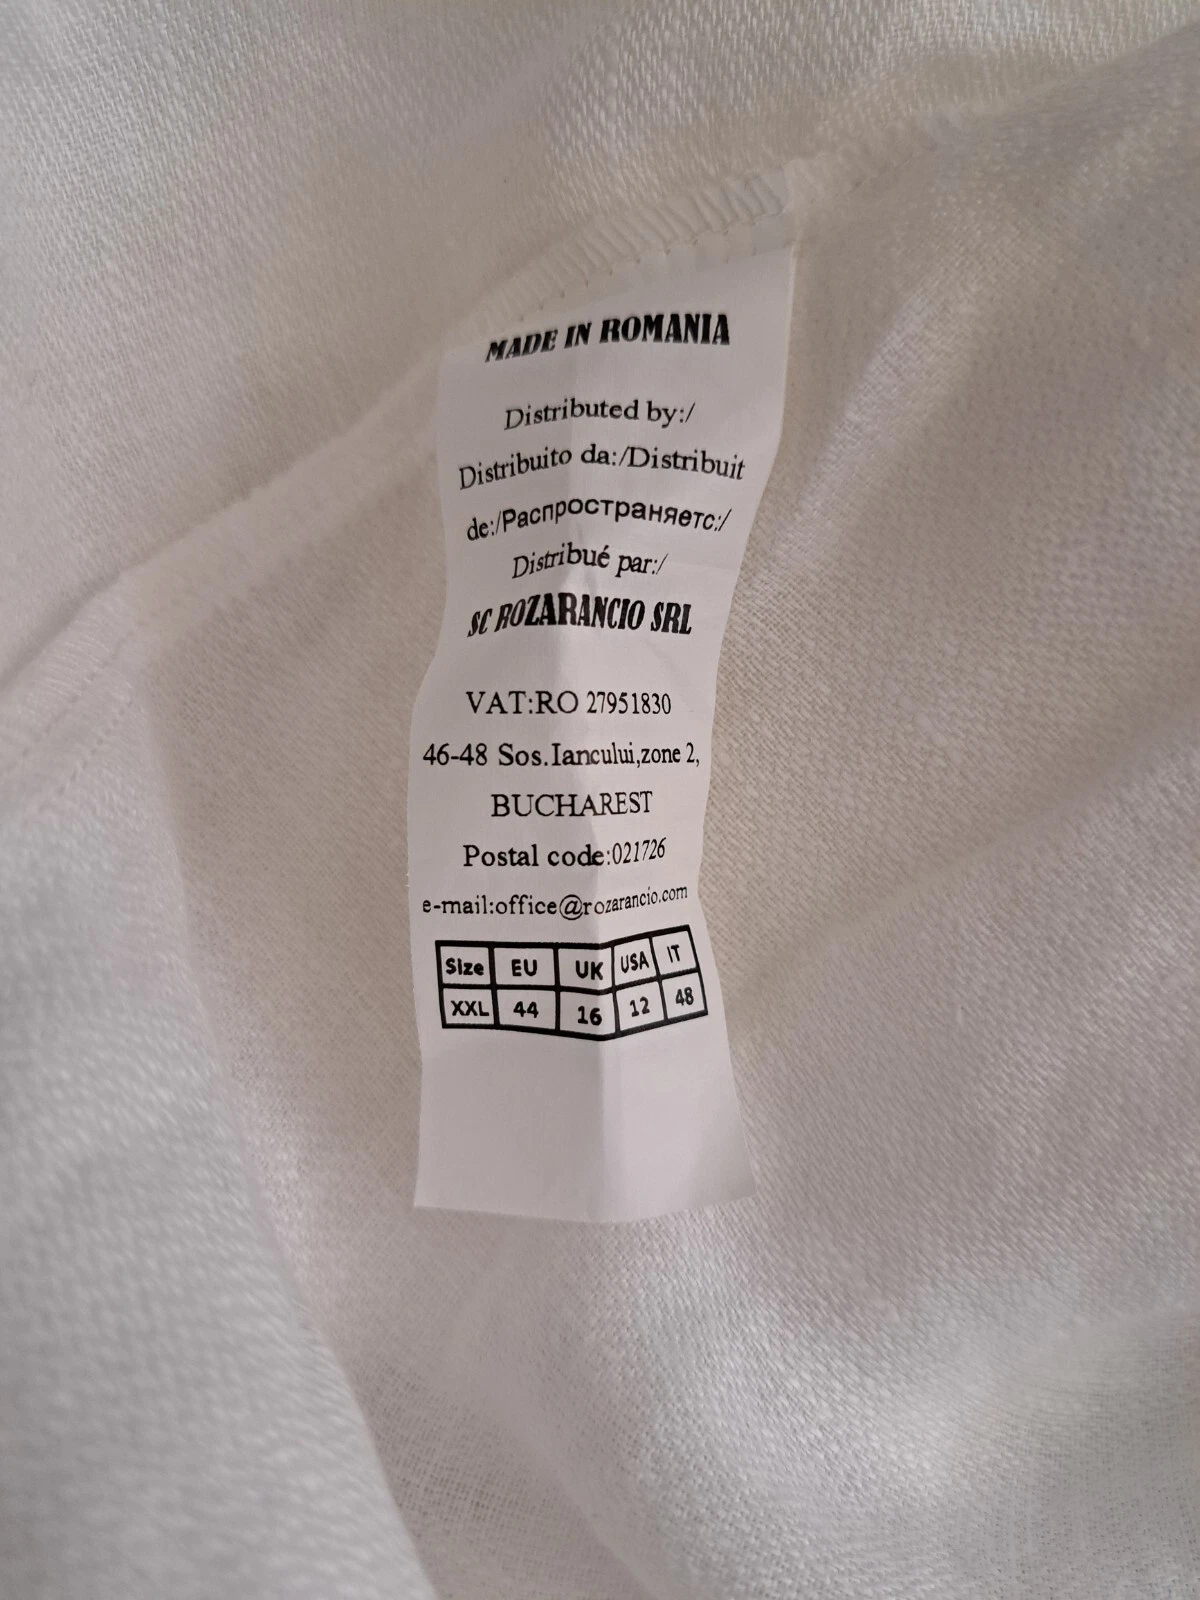 MADE IN ROMANIA
Distributed by:/
Distribuito da:/Distribuit
de:/Распространяетс:/
Distribué par:/
SC ROZARANCIO SRL
VAT:RO 27951830
46-48 Sos.Iancului,zone 2,
BUCHAREST
Postal code:021726
e-mail:office@rozarancio.com
Size EU UK USA IT
XXL 44 16 12 48